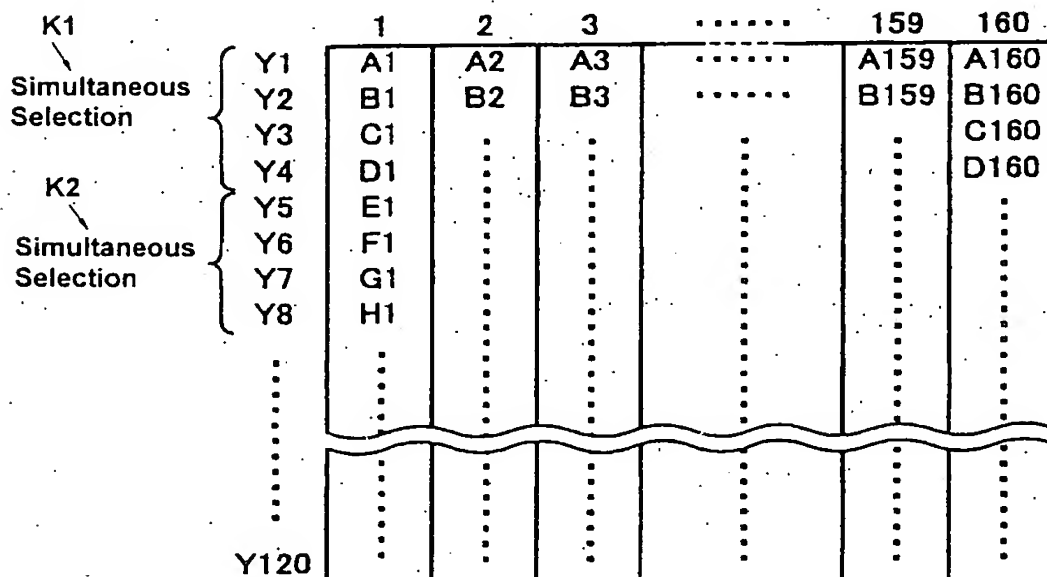 K1
Simultaneous
Selection
K2
Simultaneous
Selection
1 2 3 ...... 159 160
Y1 A1 A2 A3 ...... A159 A160
Y2 B1 B2 B3 ...... B159 B160
Y3 C1 C160
Y4 D1 D160
Y5 E1
Y6 F1
Y7 G1
Y8 H1
Y120